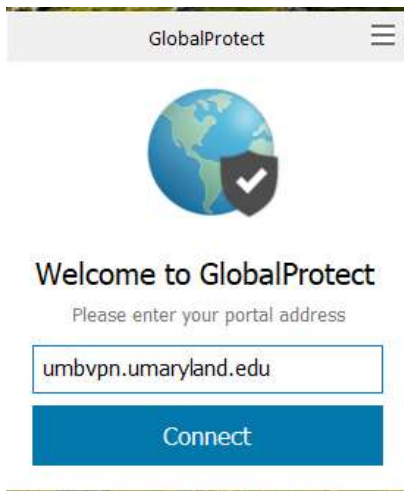 GlobalProtect
Welcome to GlobalProtect
Please enter your portal address
umbvpn.umaryland.edu
Connect